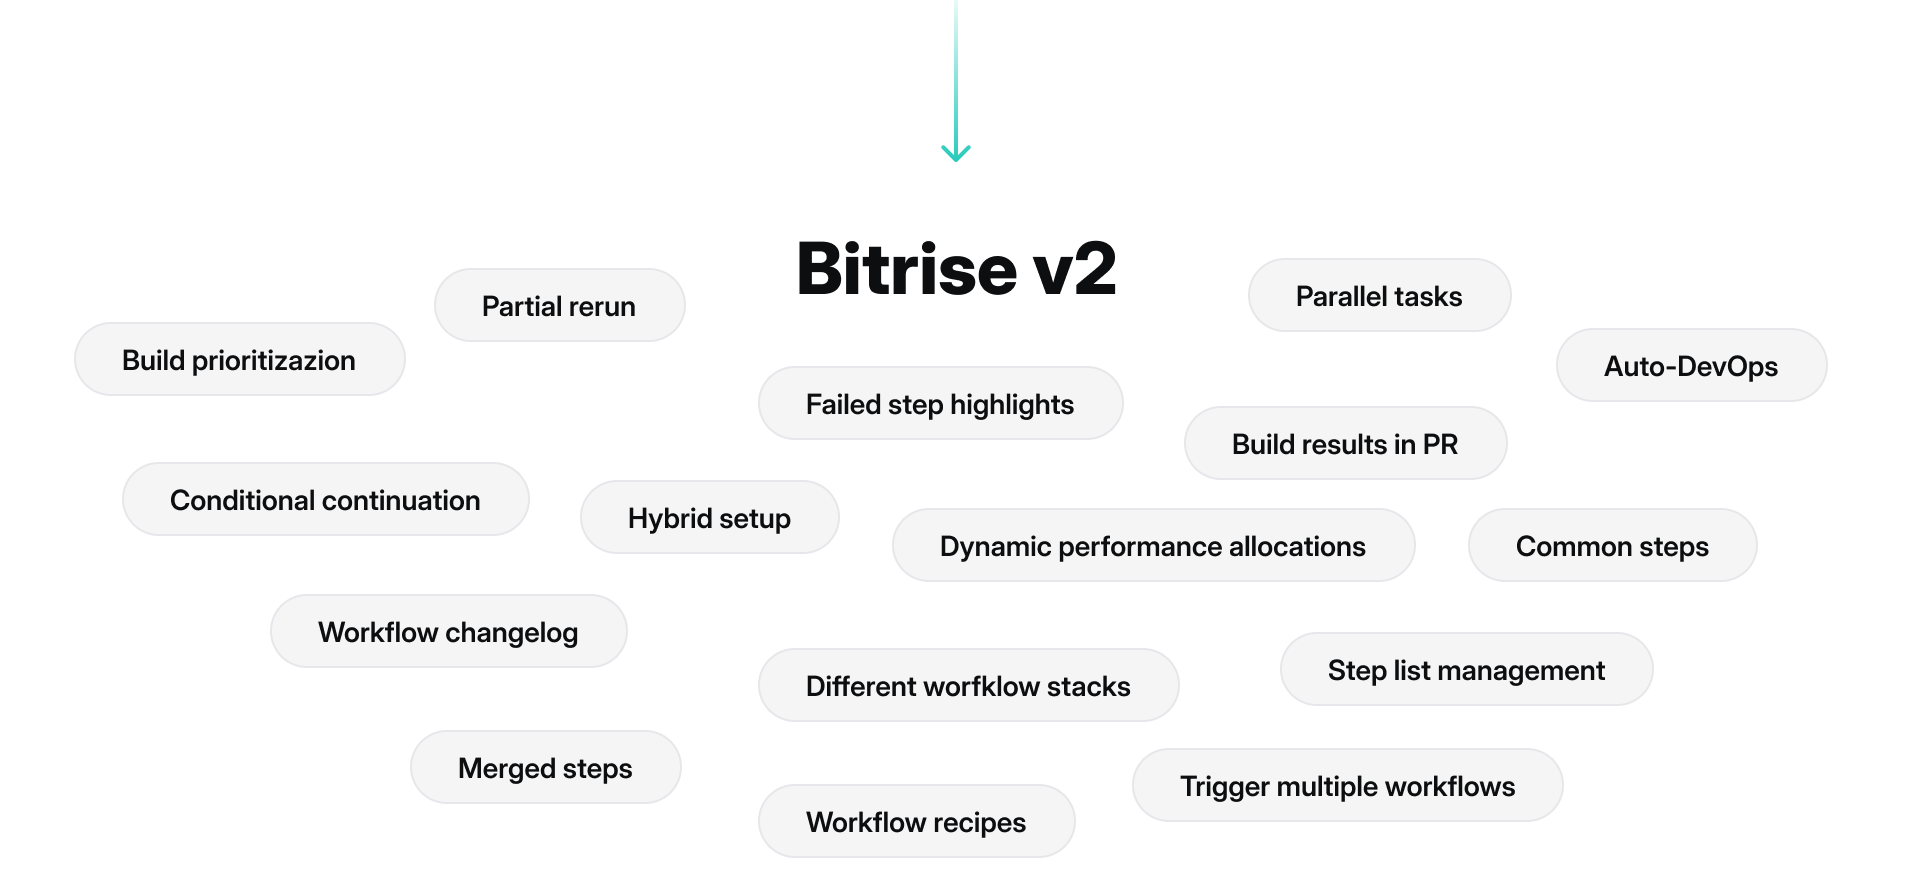 Bitrise v2
Partial rerun
Parallel tasks
Build prioritizazion
Auto-DevOps
Failed step highlights
Build results in PR
Conditional continuation
Hybrid setup
Dynamic performance allocations
Common steps
Workflow changelog
Different worfklow stacks
Step list management
Merged steps
Trigger multiple workflows
Workflow recipes